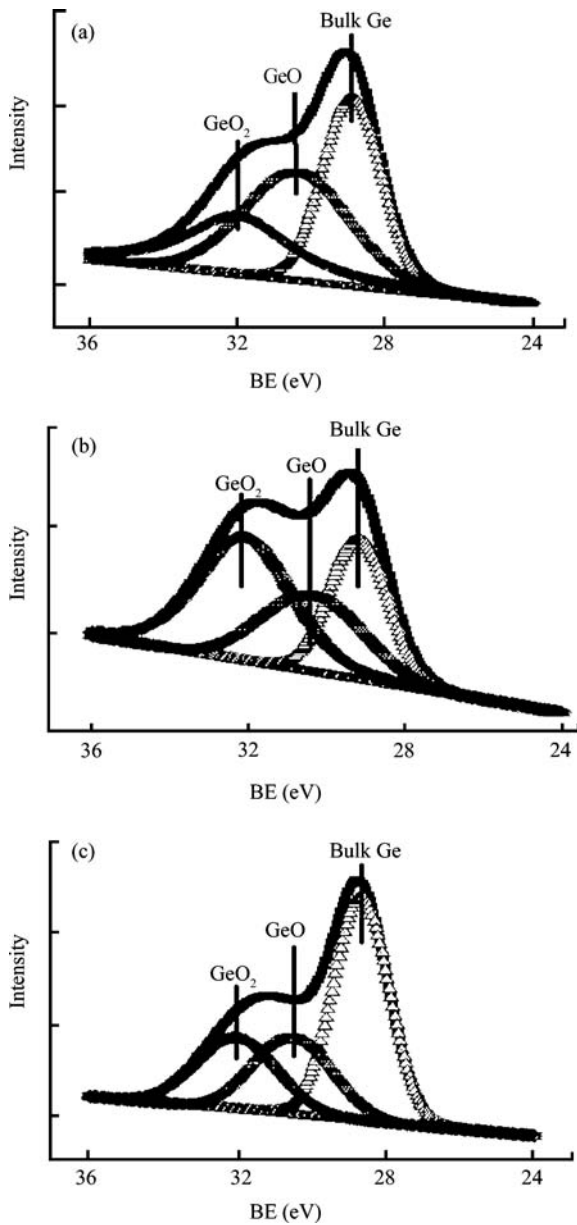 (a)
Bulk Ge
GeO
GeO₂
Intensity
36 32 28 24
BE (eV)
(b)
Bulk Ge
GeO
GeO₂
Intensity
36 32 28 24
BE (eV)
(c)
Bulk Ge
GeO
GeO₂
Intensity
36 32 28 24
BE (eV)